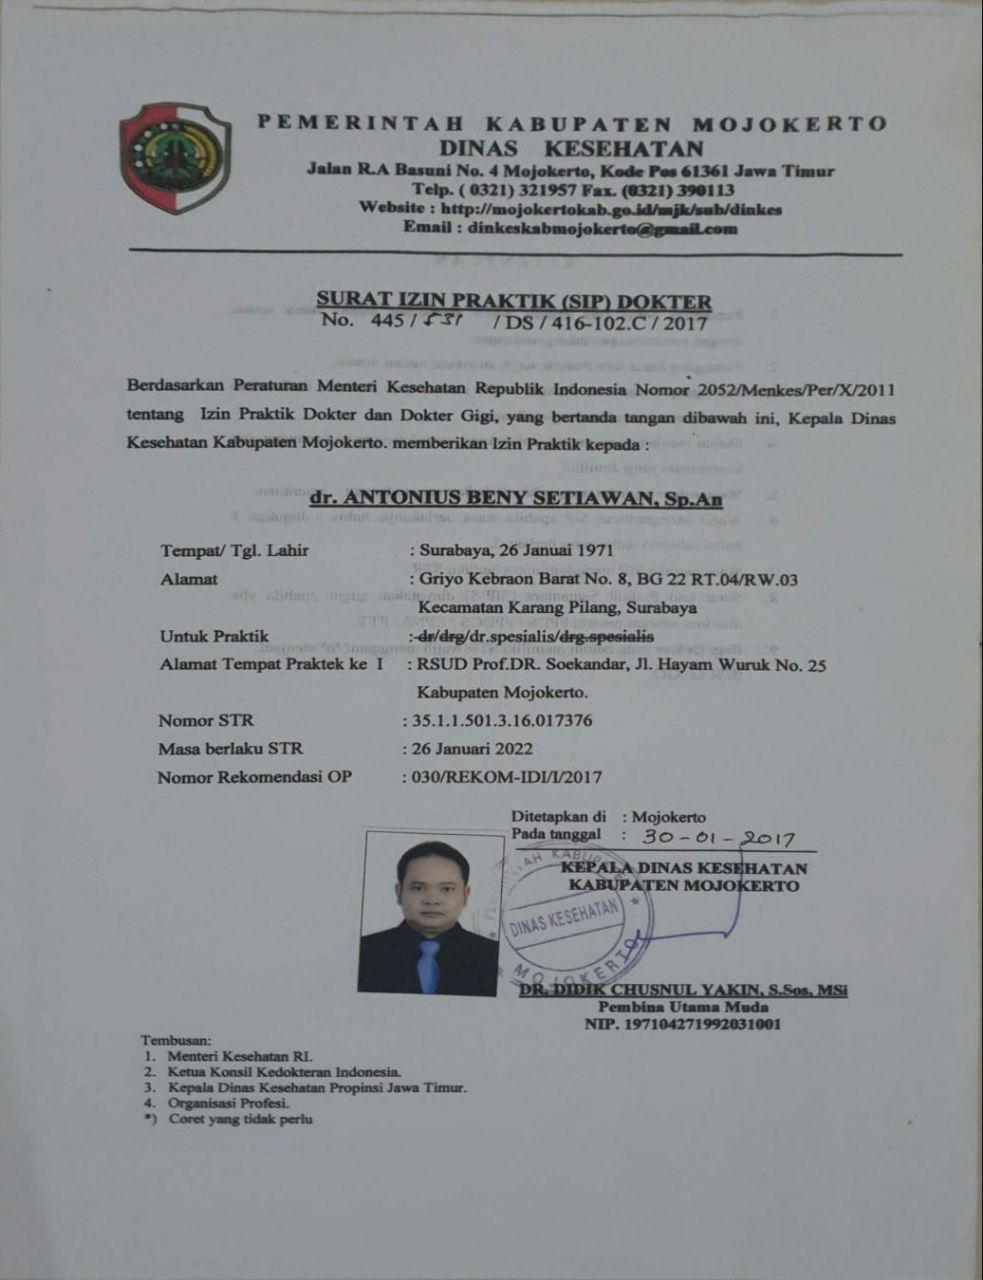 PEMERINTAH KABUPATEN MOJOKERTO
DINAS KESEHATAN
Jalan R.A Basuni No. 4 Mojokerto, Kode Pos 61361 Jawa Timur
Telp. ( 0321) 321957 Fax. (0321) 390113
Website : http://mojokertokab.go.id/mjk/sub/dinkes
Email : dinkeskabmojokerto@gmail.com
SURAT IZIN PRAKTIK (SIP) DOKTER
No. 445 / 531 / DS / 416-102.C / 2017
Berdasarkan Peraturan Menteri Kesehatan Republik Indonesia Nomor 2052/Menkes/Per/X/2011
tentang Izin Praktik Dokter dan Dokter Gigi, yang bertanda tangan dibawah ini, Kepala Dinas
Kesehatan Kabupaten Mojokerto. memberikan Izin Praktik kepada :
dr. ANTONIUS BENY SETIAWAN, Sp.An
Tempat/ Tgl. Lahir : Surabaya, 26 Januai 1971
Alamat : Griyo Kebraon Barat No. 8, BG 22 RT.04/RW.03
Kecamatan Karang Pilang, Surabaya
Untuk Praktik : dr/drg/dr.spesialis/drg.spesialis
Alamat Tempat Praktek ke I : RSUD Prof.DR. Soekandar, Jl. Hayam Wuruk No. 25
Kabupaten Mojokerto.
Nomor STR : 35.1.1.501.3.16.017376
Masa berlaku STR : 26 Januari 2022
Nomor Rekomendasi OP : 030/REKOM-IDI/I/2017
Ditetapkan di : Mojokerto
Pada tanggal : 30-01-2017
KEPALA DINAS KESEHATAN
KABUPATEN MOJOKERTO
DINAS KESEHATAN
MOJOKERTO
DR. DIDIK CHUSNUL YAKIN, S.Sos, MSi
Pembina Utama Muda
NIP. 197104271992031001
Tembusan:
1. Menteri Kesehatan RI.
2. Ketua Konsil Kedokteran Indonesia.
3. Kepala Dinas Kesehatan Propinsi Jawa Timur.
4. Organisasi Profesi.
*) Coret yang tidak perlu